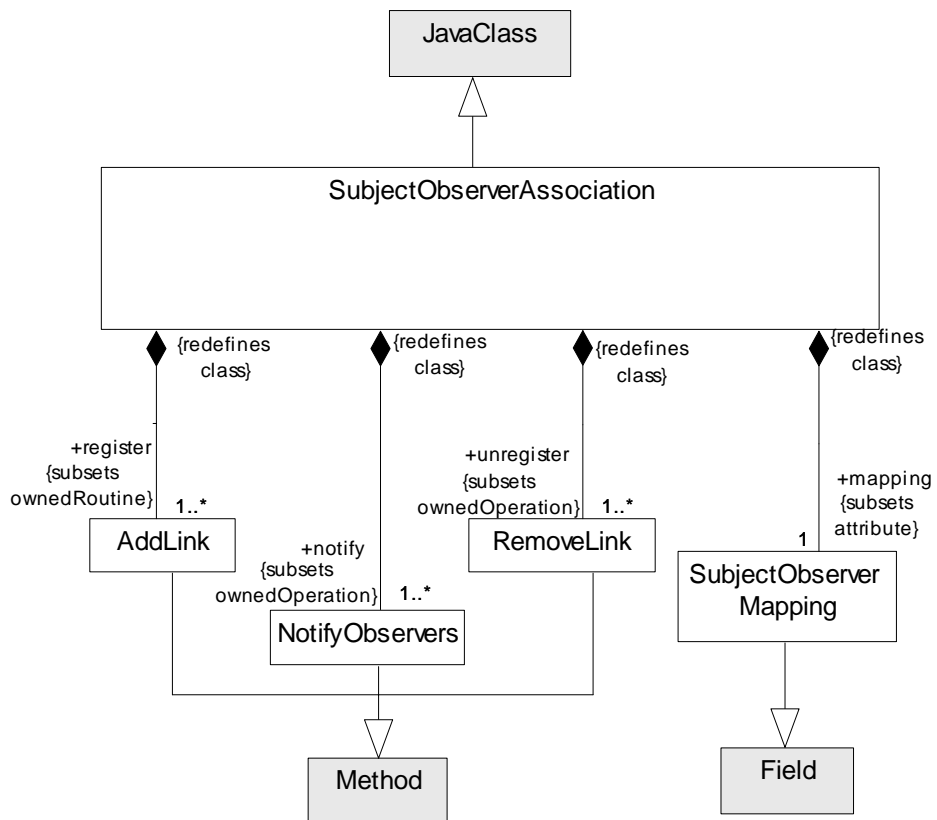 JavaClass
SubjectObserverAssociation
{redefines
class}
{redefines
class}
{redefines
class}
{redefines
class}
+register
{subsets
ownedRoutine}
1..*
AddLink
+notify
{subsets
ownedOperation}
1..*
NotifyObservers
+unregister
{subsets
ownedOperation}
1..*
RemoveLink
+mapping
{subsets
attribute}
1
SubjectObserver
Mapping
Method
Field